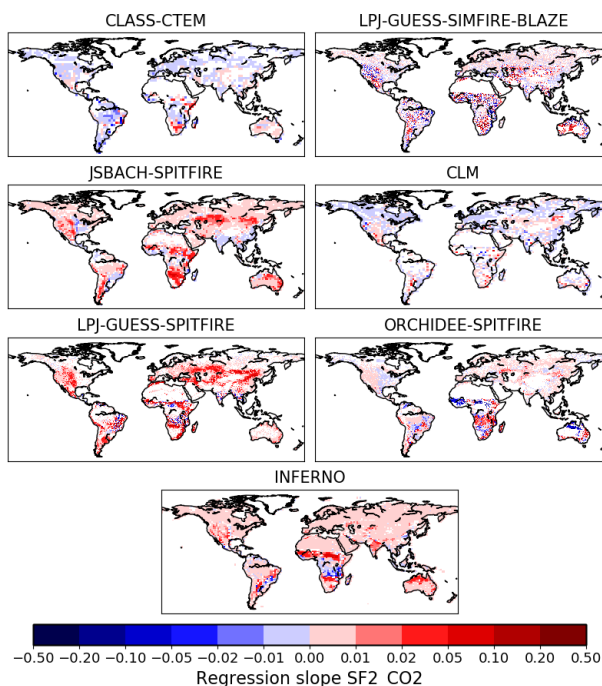 CLASS-CTEM LPJ-GUESS-SIMFIRE-BLAZE
JSBACH-SPITFIRE CLM
LPJ-GUESS-SPITFIRE ORCHIDEE-SPITFIRE
INFERNO
−0.50 −0.20 −0.10 −0.05 −0.02 −0.01 0.00 0.01 0.02 0.05 0.10 0.20 0.50
Regression slope SF2_CO2